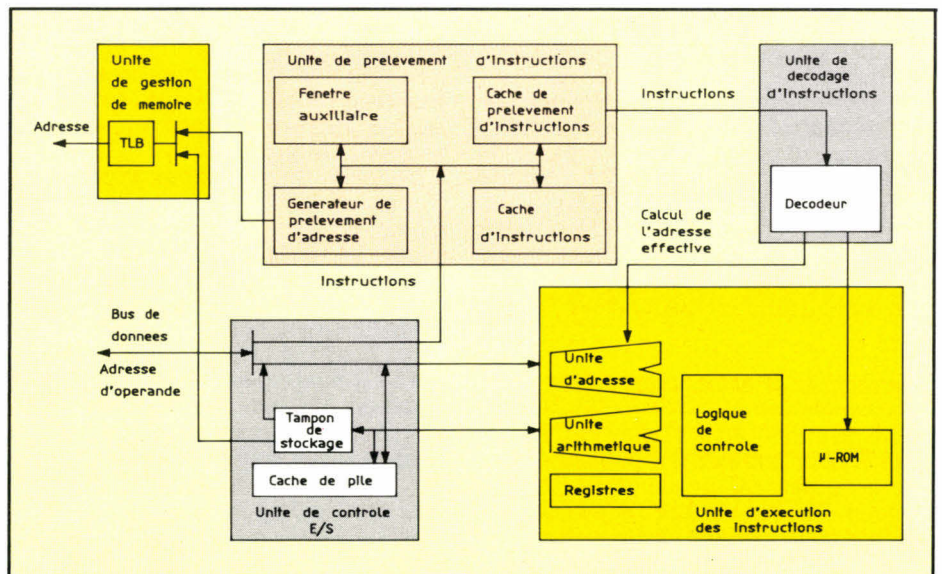 Unite
de gestion
de memoire
Adresse
TLB
Unite de prelevement d'instructions
Fenetre
auxiliaire
Cache de
prelevement
d'instructions
Generateur de
prelevement
d'adresse
Cache
d'instructions
Instructions
Unite de
decodage
d'instructions
Decodeur
Calcul de
l'adresse
effective
Instructions
Bus de
donnees
Adresse
d'operande
Tampon
de
stockage
Cache de pile
Unite de controle
E/S
Unite
d'adresse
Unite
arithmetique
Registres
Logique
de
controle
µ-ROM
Unite d'execution
des instructions